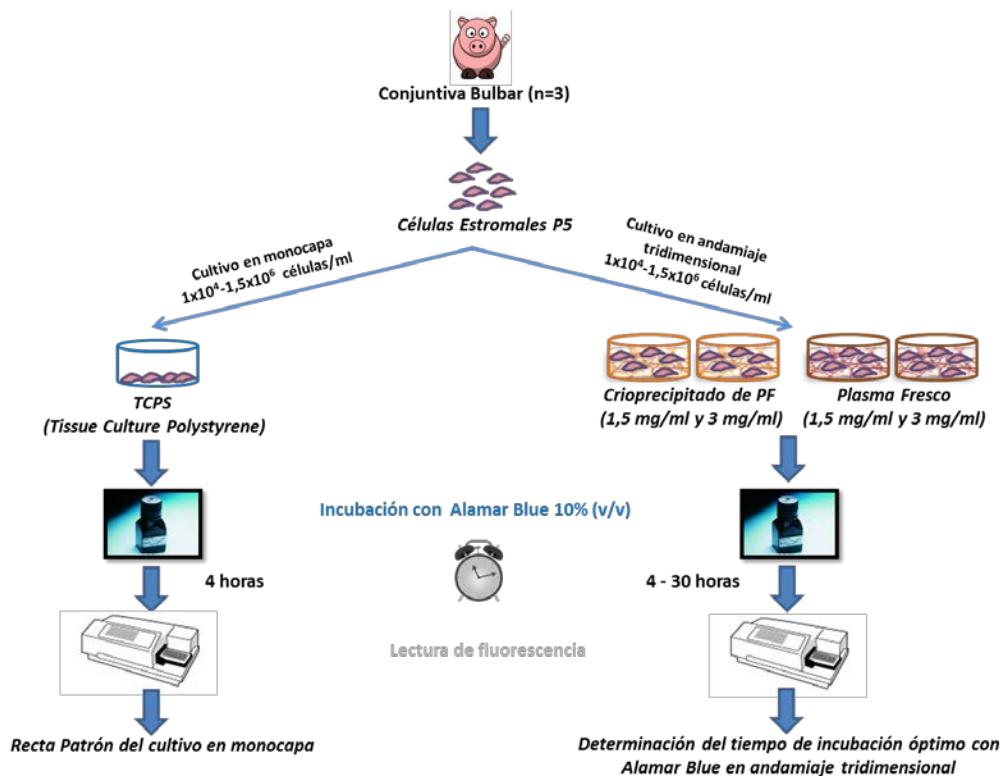 Conjuntiva Bulbar (n=3)
Células Estromales P5
Cultivo en monocapa
1x10⁴-1,5x10⁶ células/ml
Cultivo en andamiaje
tridimensional
1x10⁴-1,5x10⁶ células/ml
TCPS
(Tissue Culture Polystyrene)
Crioprecipitado de PF
(1,5 mg/ml y 3 mg/ml)
Plasma Fresco
(1,5 mg/ml y 3 mg/ml)
Incubación con Alamar Blue 10% (v/v)
4 horas
4 - 30 horas
Lectura de fluorescencia
Recta Patrón del cultivo en monocapa
Determinación del tiempo de incubación óptimo con
Alamar Blue en andamiaje tridimensional